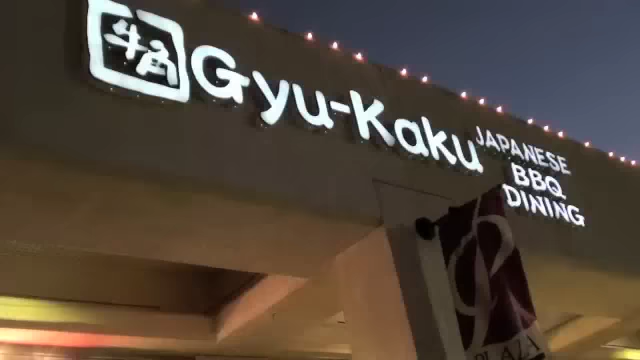 牛角
Gyu-Kaku
JAPANESE
BBQ
DINING
PLAZA